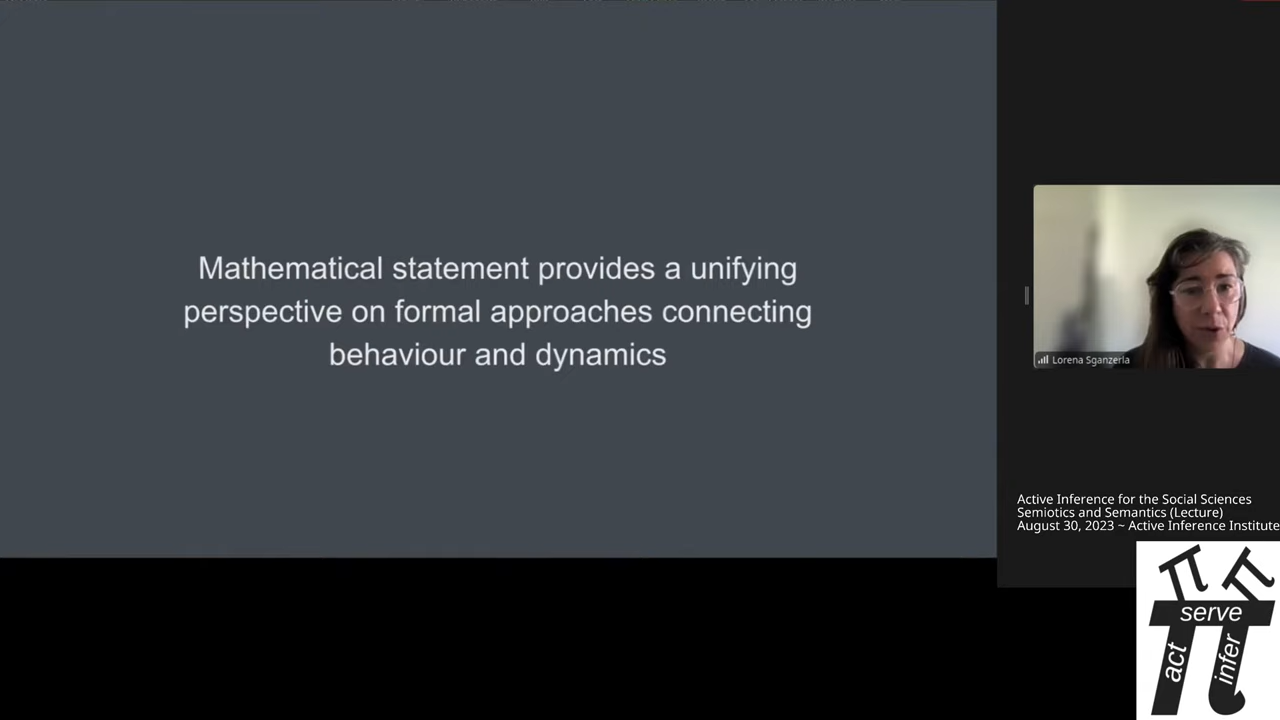 Mathematical statement provides a unifying
perspective on formal approaches connecting
behaviour and dynamics
Lorena Sganzerla
Active Inference for the Social Sciences
Semiotics and Semantics (Lecture)
August 30, 2023 ~ Active Inference Institute
serve
act
infer